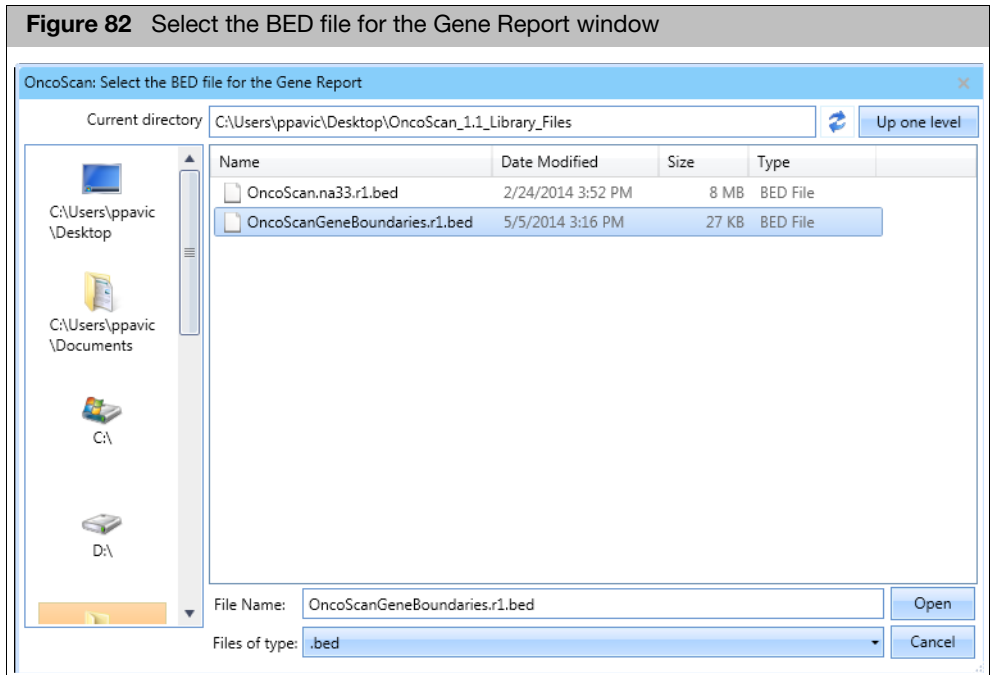 Figure 82 Select the BED file for the Gene Report window
OncoScan: Select the BED file for the Gene Report
Current directory C:\Users\ppavic\Desktop\OncoScan_1.1_Library_Files Up one level
C:\Users\ppavic
\Desktop
C:\Users\ppavic
\Documents
C:\
D:\
Name Date Modified Size Type
OncoScan.na33.r1.bed 2/24/2014 3:52 PM 8 MB BED File
OncoScanGeneBoundaries.r1.bed 5/5/2014 3:16 PM 27 KB BED File
File Name: OncoScanGeneBoundaries.r1.bed Open
Files of type: .bed Cancel